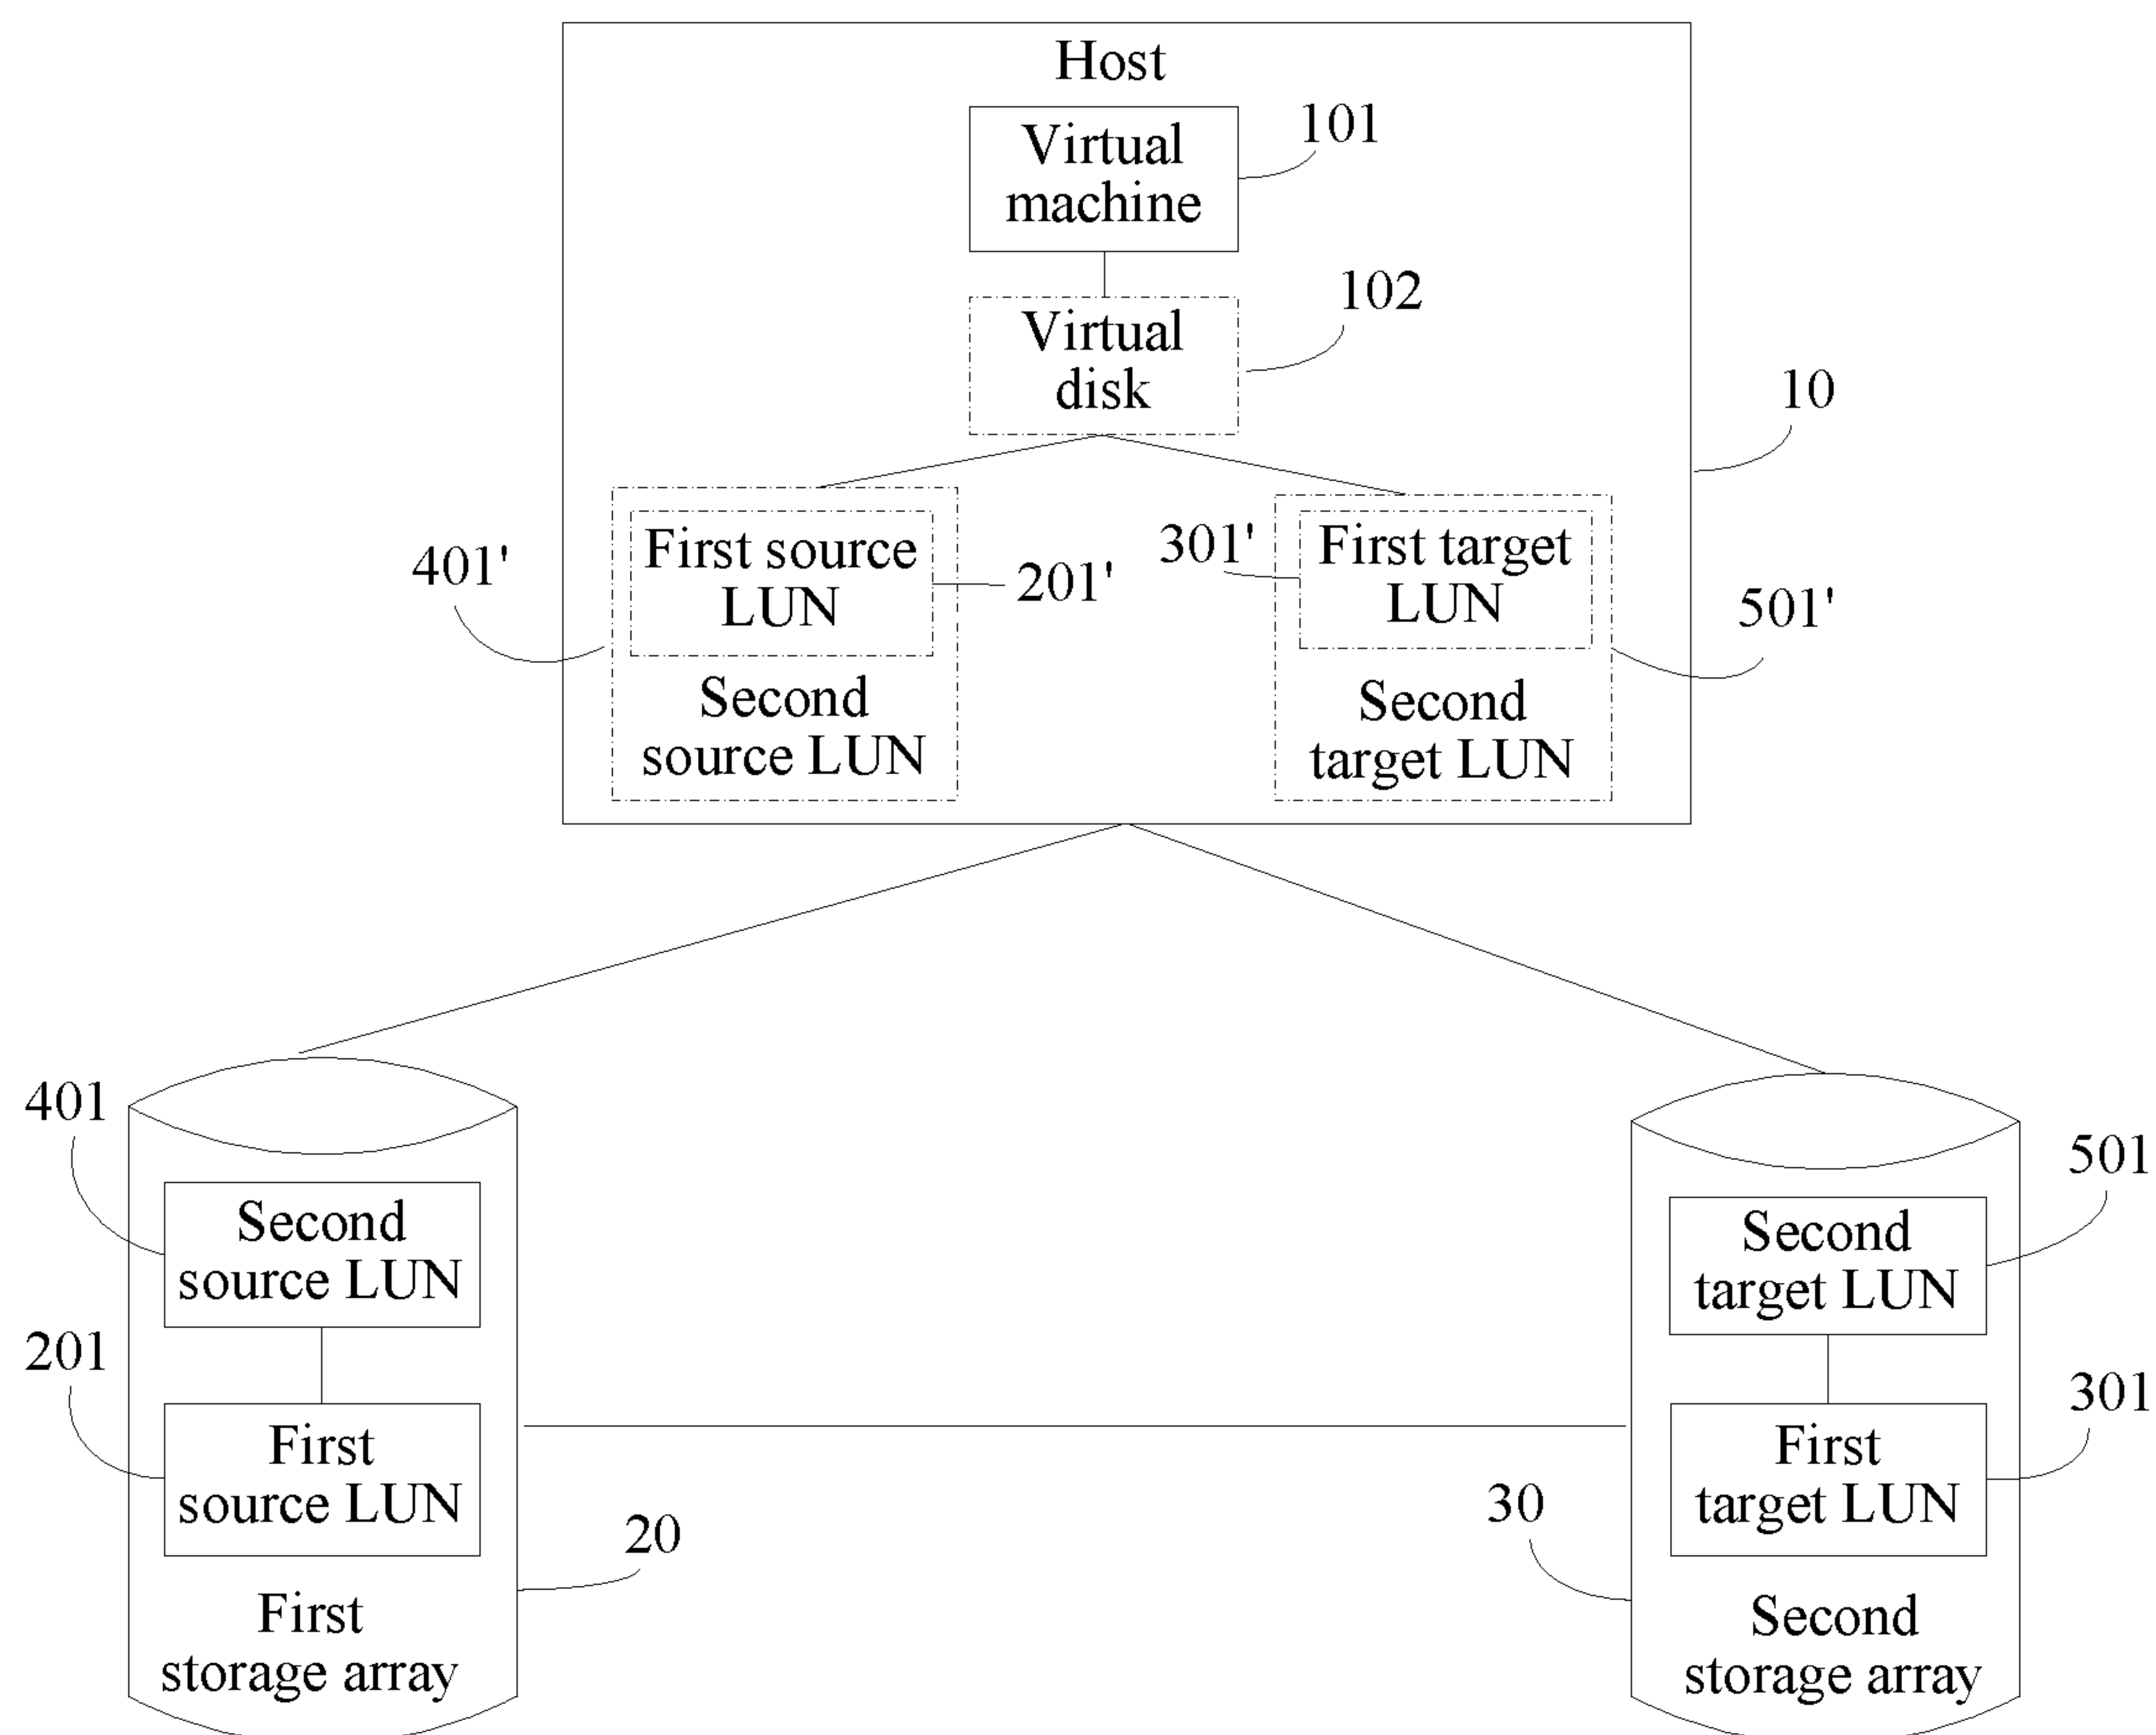 Host
Virtual
machine
101
Virtual
disk
102
10
401'
First source
LUN
201'
Second
source LUN
301'
First target
LUN
501'
Second
target LUN
401
Second
source LUN
201
First
source LUN
20
First
storage array
501
Second
target LUN
301
First
target LUN
30
Second
storage array